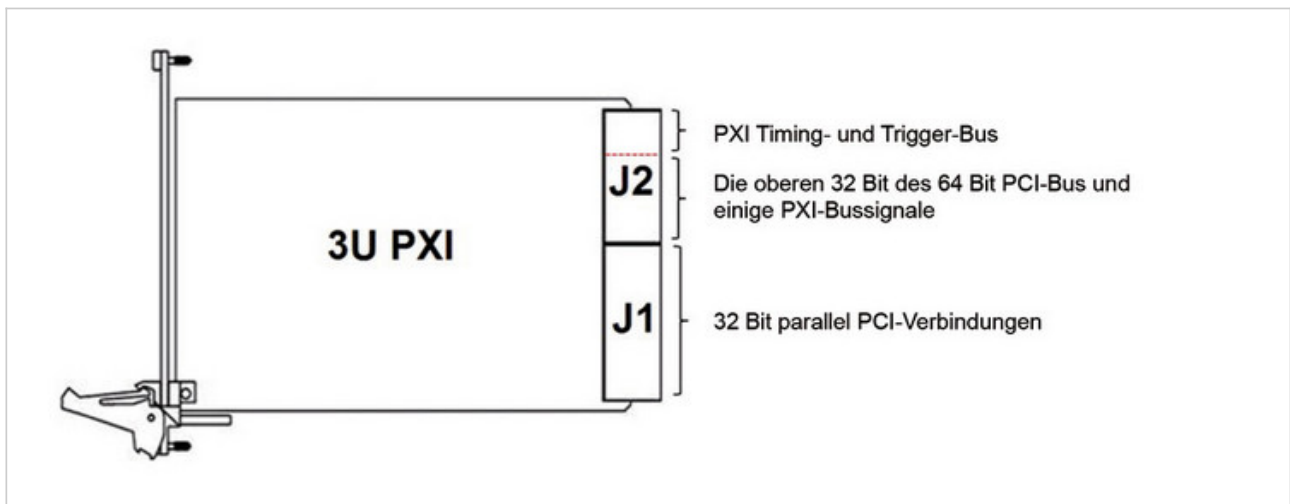 PXI Timing- und Trigger-Bus
J2
Die oberen 32 Bit des 64 Bit PCI-Bus und
einige PXI-Bussignale
3U PXI
J1
32 Bit parallel PCI-Verbindungen